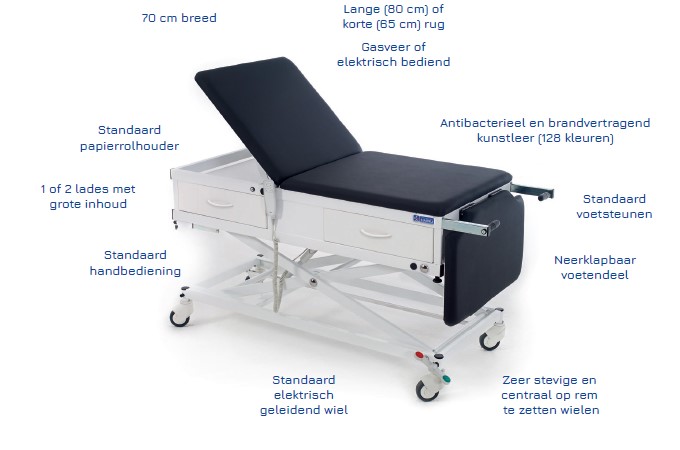 70 cm breed
Lange (80 cm) of
korte (65 cm) rug
Gasveer of
elektrisch bediend
Antibacterieel en brandvertragend
kunstleer (128 kleuren)
Standaard
papierrolhouder
1 of 2 lades met
grote inhoud
Standaard
voetsteunen
Standaard
handbediening
Neerklapbaar
voetendeel
Standaard
elektrisch
geleidend wiel
Zeer stevige en
centraal op rem
te zetten wielen